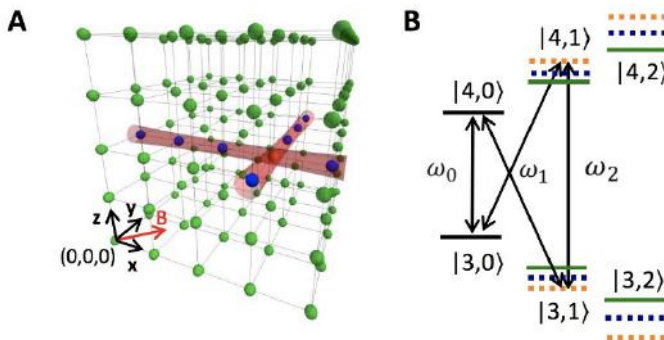 A
z
y
B
(0,0,0)
x
B
|4,1⟩
|4,2⟩
|4,0⟩
ω₀
ω₁
ω₂
|3,0⟩
|3,2⟩
|3,1⟩